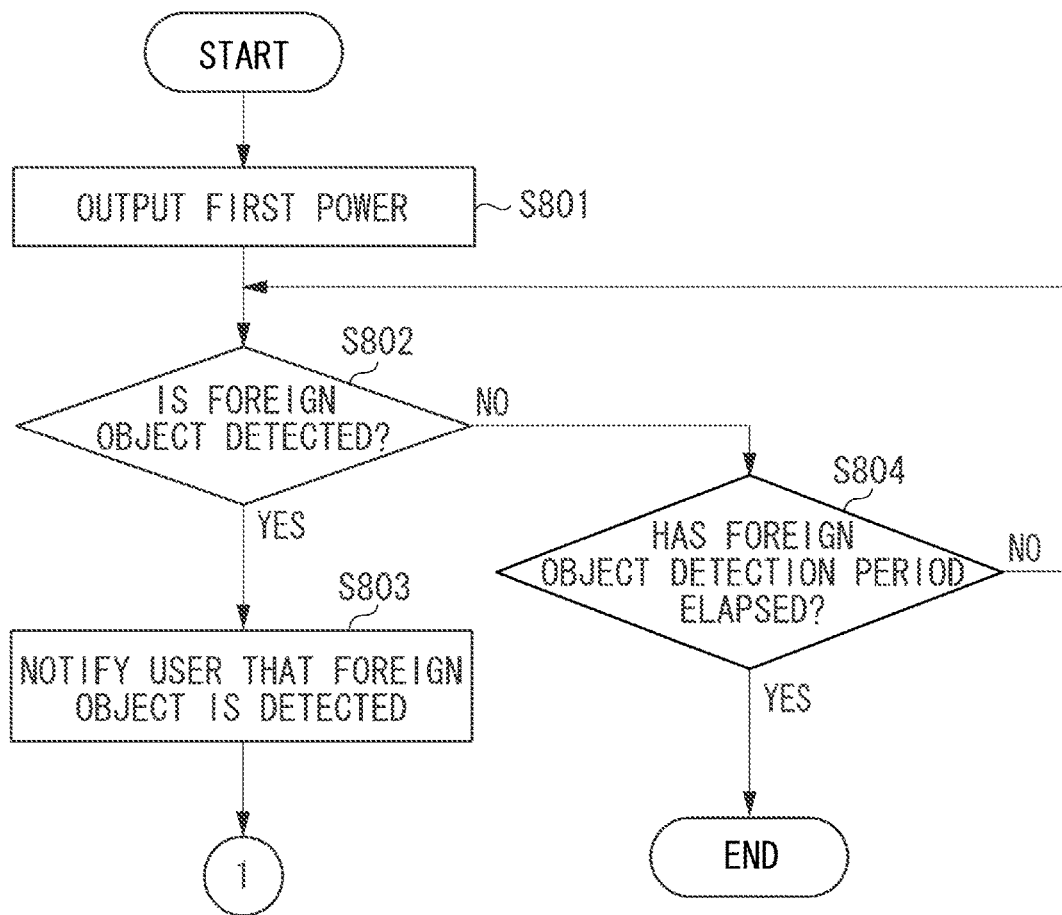 START
OUTPUT FIRST POWER
S801
S802
IS FOREIGN
OBJECT DETECTED?
NO
YES
S804
HAS FOREIGN
OBJECT DETECTION PERIOD
ELAPSED?
NO
YES
S803
NOTIFY USER THAT FOREIGN
OBJECT IS DETECTED
1
END